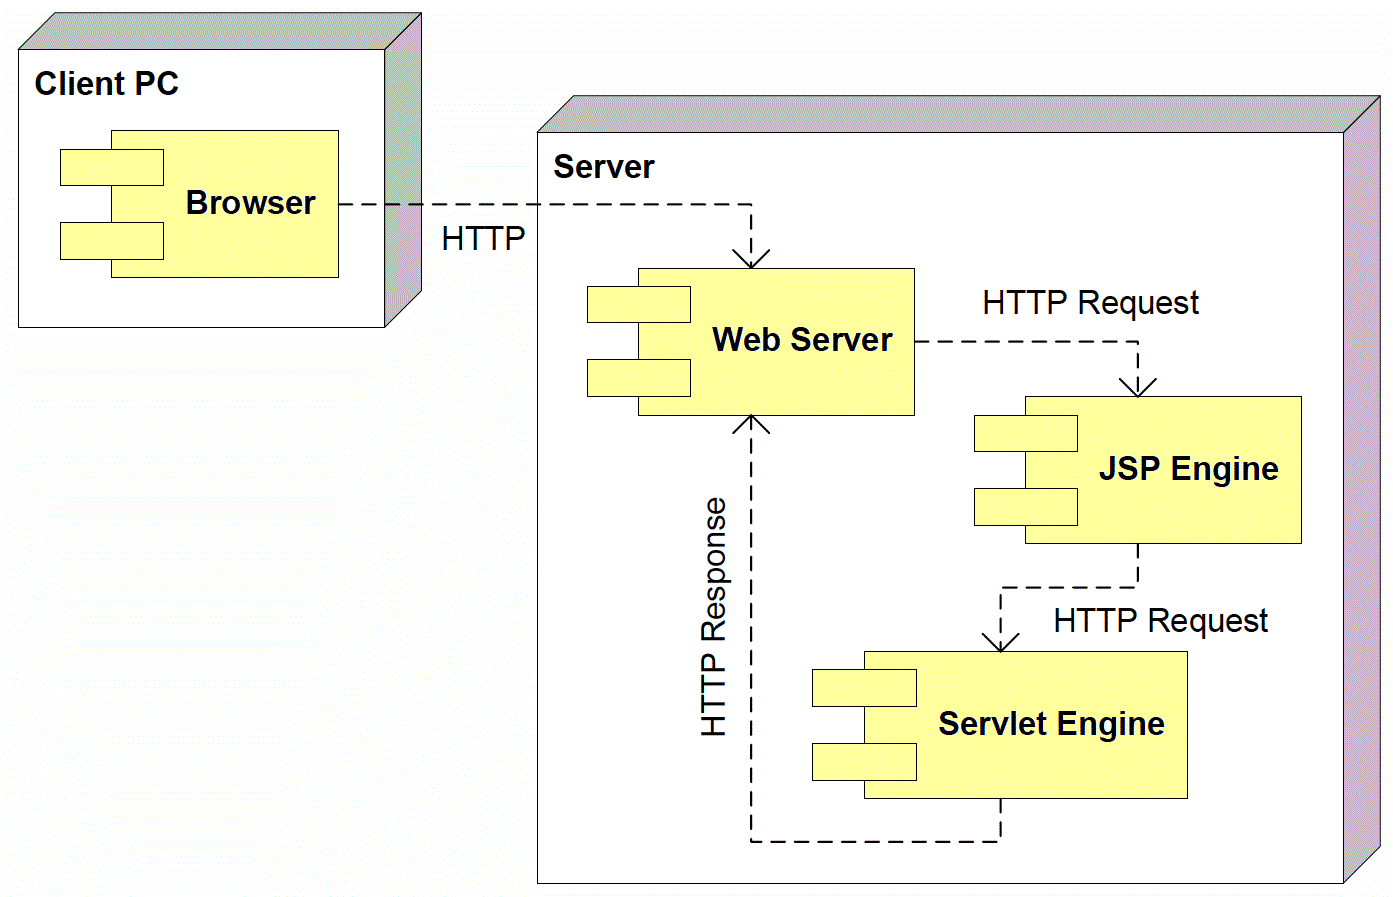 Client PC
Browser
HTTP
Server
Web Server
HTTP Request
JSP Engine
HTTP Request
Servlet Engine
HTTP Response